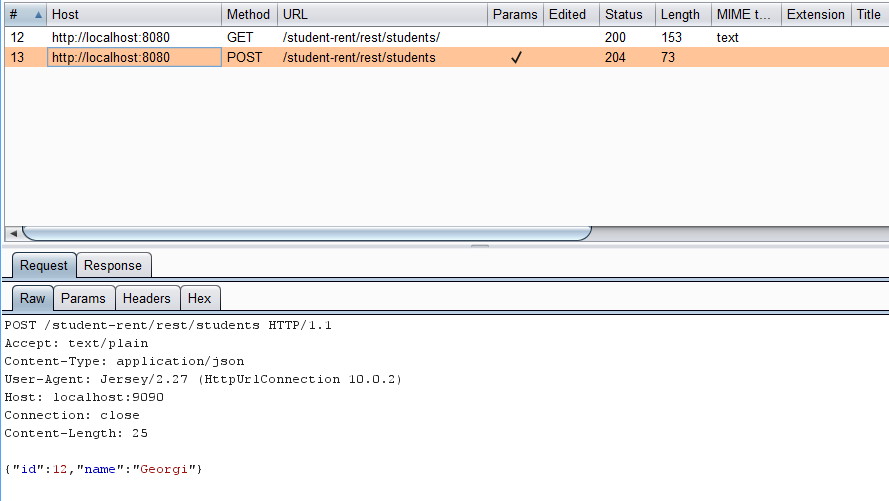 # Host Method URL Params Edited Status Length MIME t... Extension Title
12 http://localhost:8080 GET /student-rent/rest/students/ 200 153 text
13 http://localhost:8080 POST /student-rent/rest/students ✓ 204 73
Request Response
Raw Params Headers Hex
POST /student-rent/rest/students HTTP/1.1
Accept: text/plain
Content-Type: application/json
User-Agent: Jersey/2.27 (HttpUrlConnection 10.0.2)
Host: localhost:9090
Connection: close
Content-Length: 25
{"id":12,"name":"Georgi"}